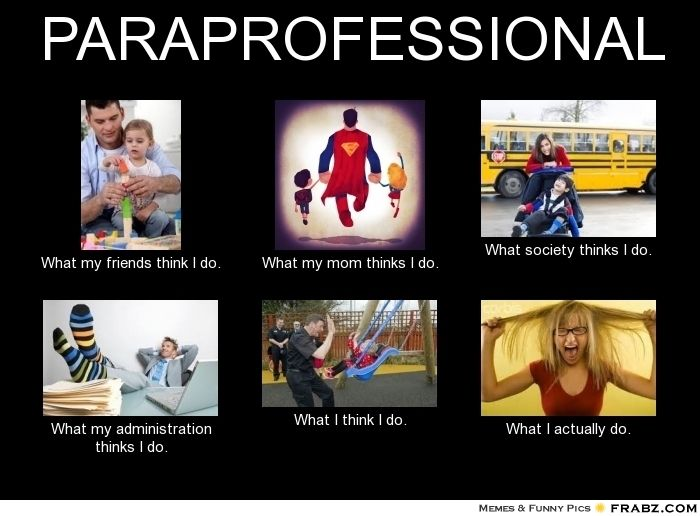 PARAPROFESSIONAL
STOP
What my friends think I do.
What my mom thinks I do.
What society thinks I do.
What my administration
thinks I do.
What I think I do.
What I actually do.
MEMES & FUNNY PICS FRABZ.COM